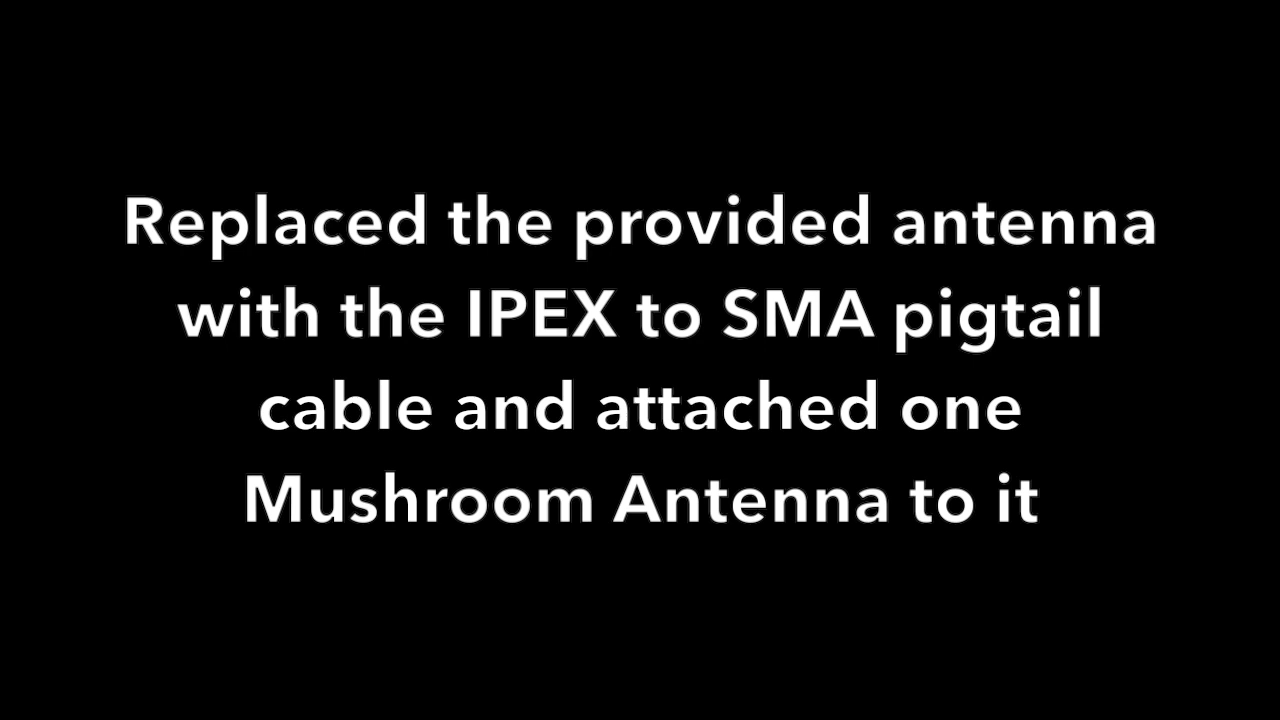 Replaced the provided antenna
with the IPEX to SMA pigtail
cable and attached one
Mushroom Antenna to it